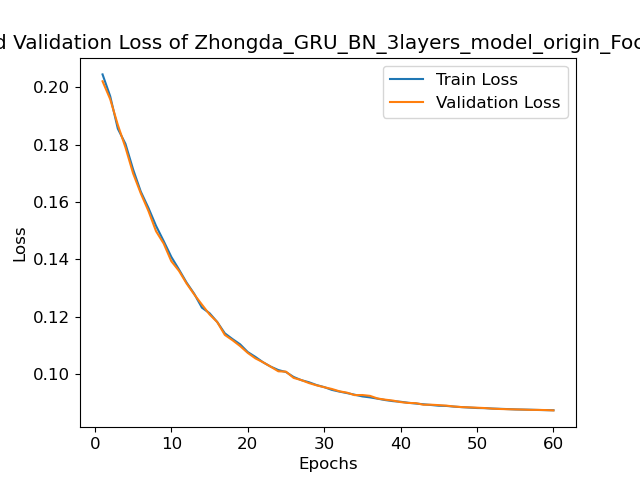 d Validation Loss of Zhongda_GRU_BN_3layers_model_origin_Foc
Train Loss
Validation Loss
0.20
0.18
0.16
0.14
0.12
0.10
Loss
0 10 20 30 40 50 60
Epochs